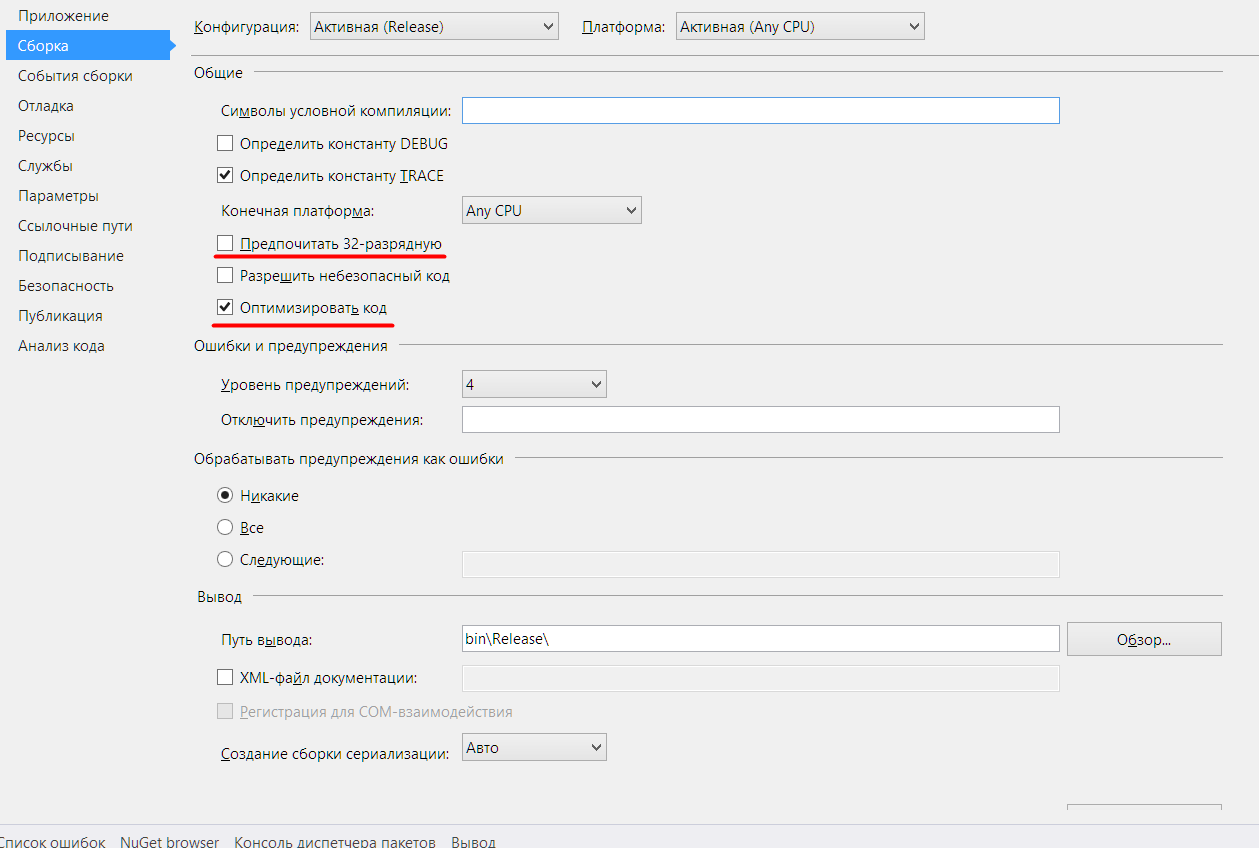 Приложение
Сборка
События сборки
Отладка
Ресурсы
Службы
Параметры
Ссылочные пути
Подписывание
Безопасность
Публикация
Анализ кода
Конфигурация: Активная (Release) Платформа: Активная (Any CPU)
Общие
Символы условной компиляции:
Определить константу DEBUG
Определить константу TRACE
Конечная платформа: Any CPU
Предпочитать 32-разрядную
Разрешить небезопасный код
Оптимизировать код
Ошибки и предупреждения
Уровень предупреждений: 4
Отключить предупреждения:
Обрабатывать предупреждения как ошибки
Никакие
Все
Следующие:
Вывод
Путь вывода: bin\Release\ Обзор...
XML-файл документации:
Регистрация для COM-взаимодействия
Создание сборки сериализации: Авто
Список ошибок NuGet browser Консоль диспетчера пакетов Вывод